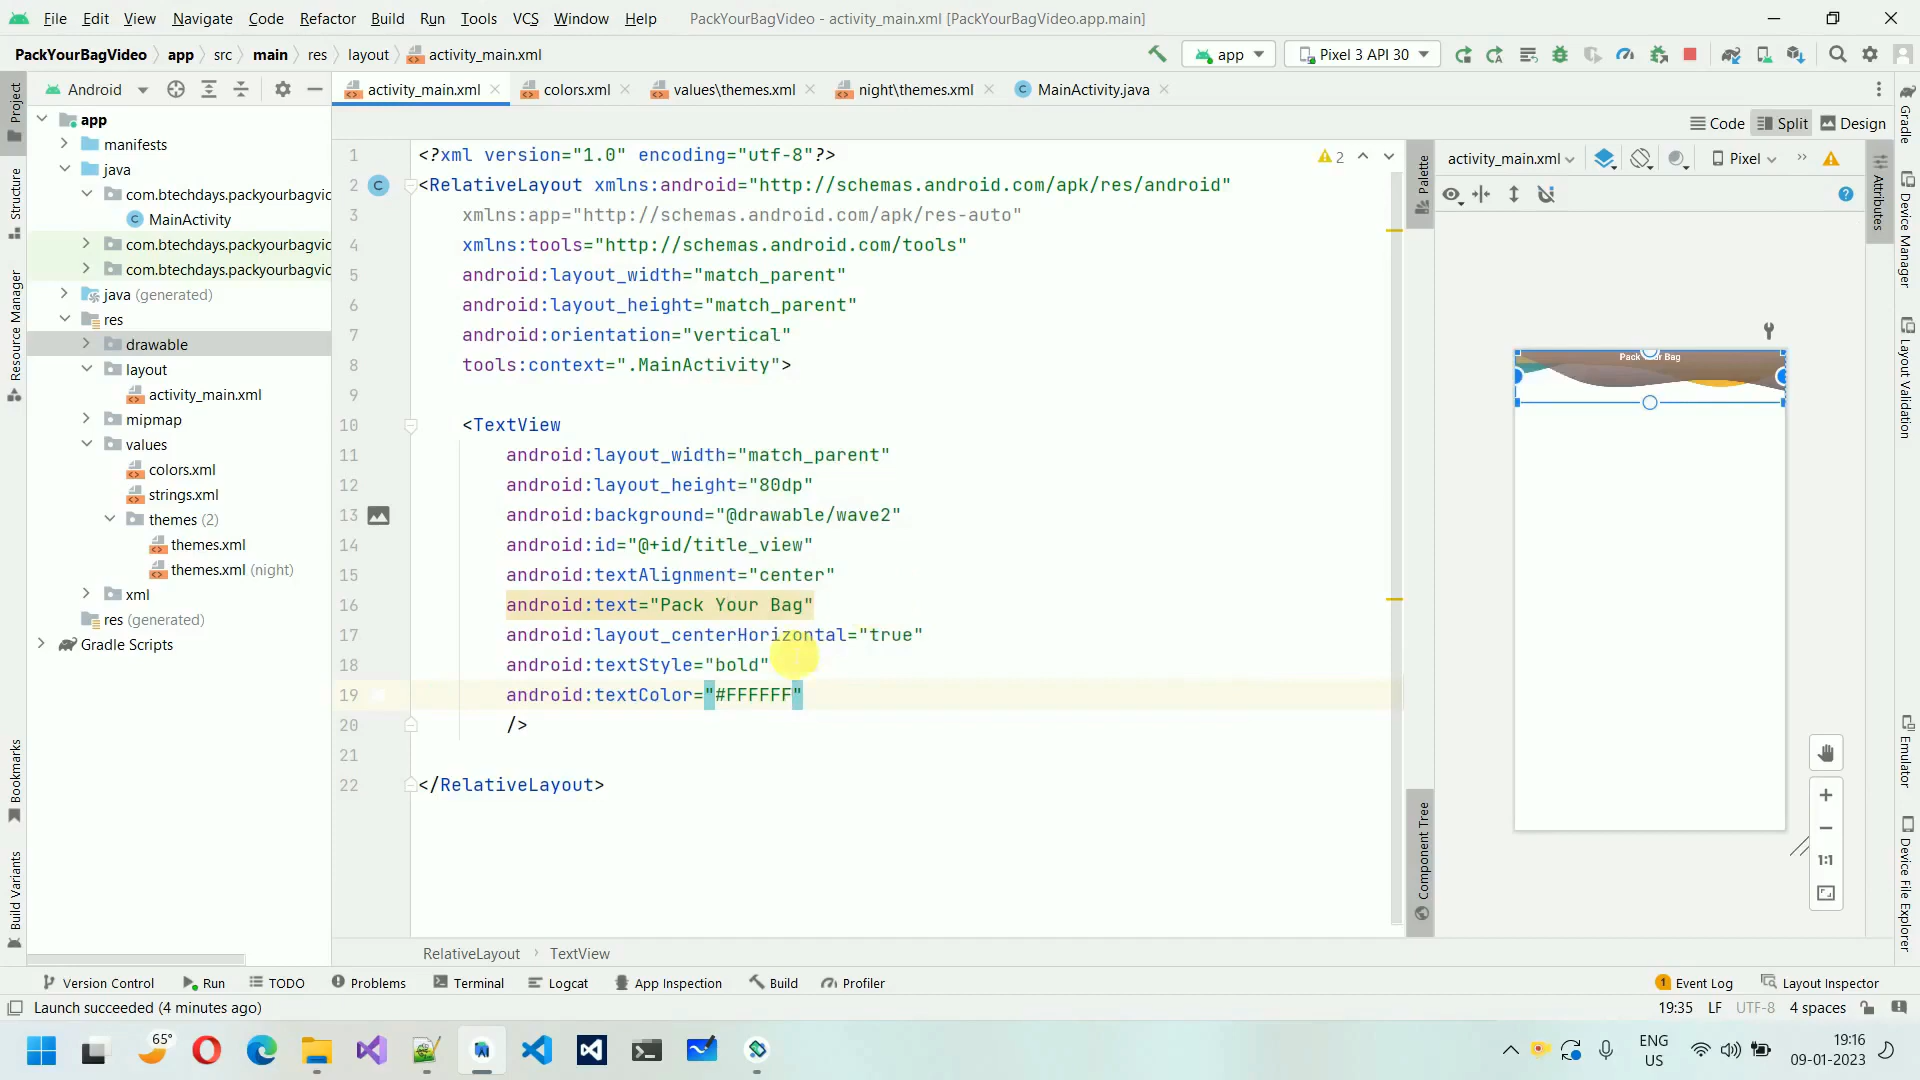 File Edit View Navigate Code Refactor Build Run Tools VCS Window Help PackYourBagVideo - activity_main.xml [PackYourBagVideo.app.main]
PackYourBagVideo app src main res layout activity_main.xml app Pixel 3 API 30
Android activity_main.xml colors.xml values\themes.xml night\themes.xml MainActivity.java
Code Split Design
Project
Structure
Resource Manager
Bookmarks
Build Variants
app
manifests
java
com.btechdays.packyourbagvic
MainActivity
com.btechdays.packyourbagvic
com.btechdays.packyourbagvic
java (generated)
res
drawable
layout
activity_main.xml
mipmap
values
colors.xml
strings.xml
themes (2)
themes.xml
themes.xml (night)
xml
res (generated)
Gradle Scripts
1 <?xml version="1.0" encoding="utf-8"?>
2 <RelativeLayout xmlns:android="http://schemas.android.com/apk/res/android"
3 xmlns:app="http://schemas.android.com/apk/res-auto"
4 xmlns:tools="http://schemas.android.com/tools"
5 android:layout_width="match_parent"
6 android:layout_height="match_parent"
7 android:orientation="vertical"
8 tools:context=".MainActivity">
9
10 <TextView
11 android:layout_width="match_parent"
12 android:layout_height="80dp"
13 android:background="@drawable/wave2"
14 android:id="@+id/title_view"
15 android:textAlignment="center"
16 android:text="Pack Your Bag"
17 android:layout_centerHorizontal="true"
18 android:textStyle="bold"
19 android:textColor="#FFFFFF"
20 />
21
22 </RelativeLayout>
2
Palette
Component Tree
activity_main.xml Pixel
Pack Bag
1:1
Attributes
Gradle
Device Manager
Layout Validation
Emulator
Device File Explorer
RelativeLayout TextView
Version Control Run TODO Problems Terminal Logcat App Inspection Build Profiler 1 Event Log Layout Inspector
Launch succeeded (4 minutes ago) 19:35 LF UTF-8 4 spaces
65°
ENG
US
19:16
09-01-2023